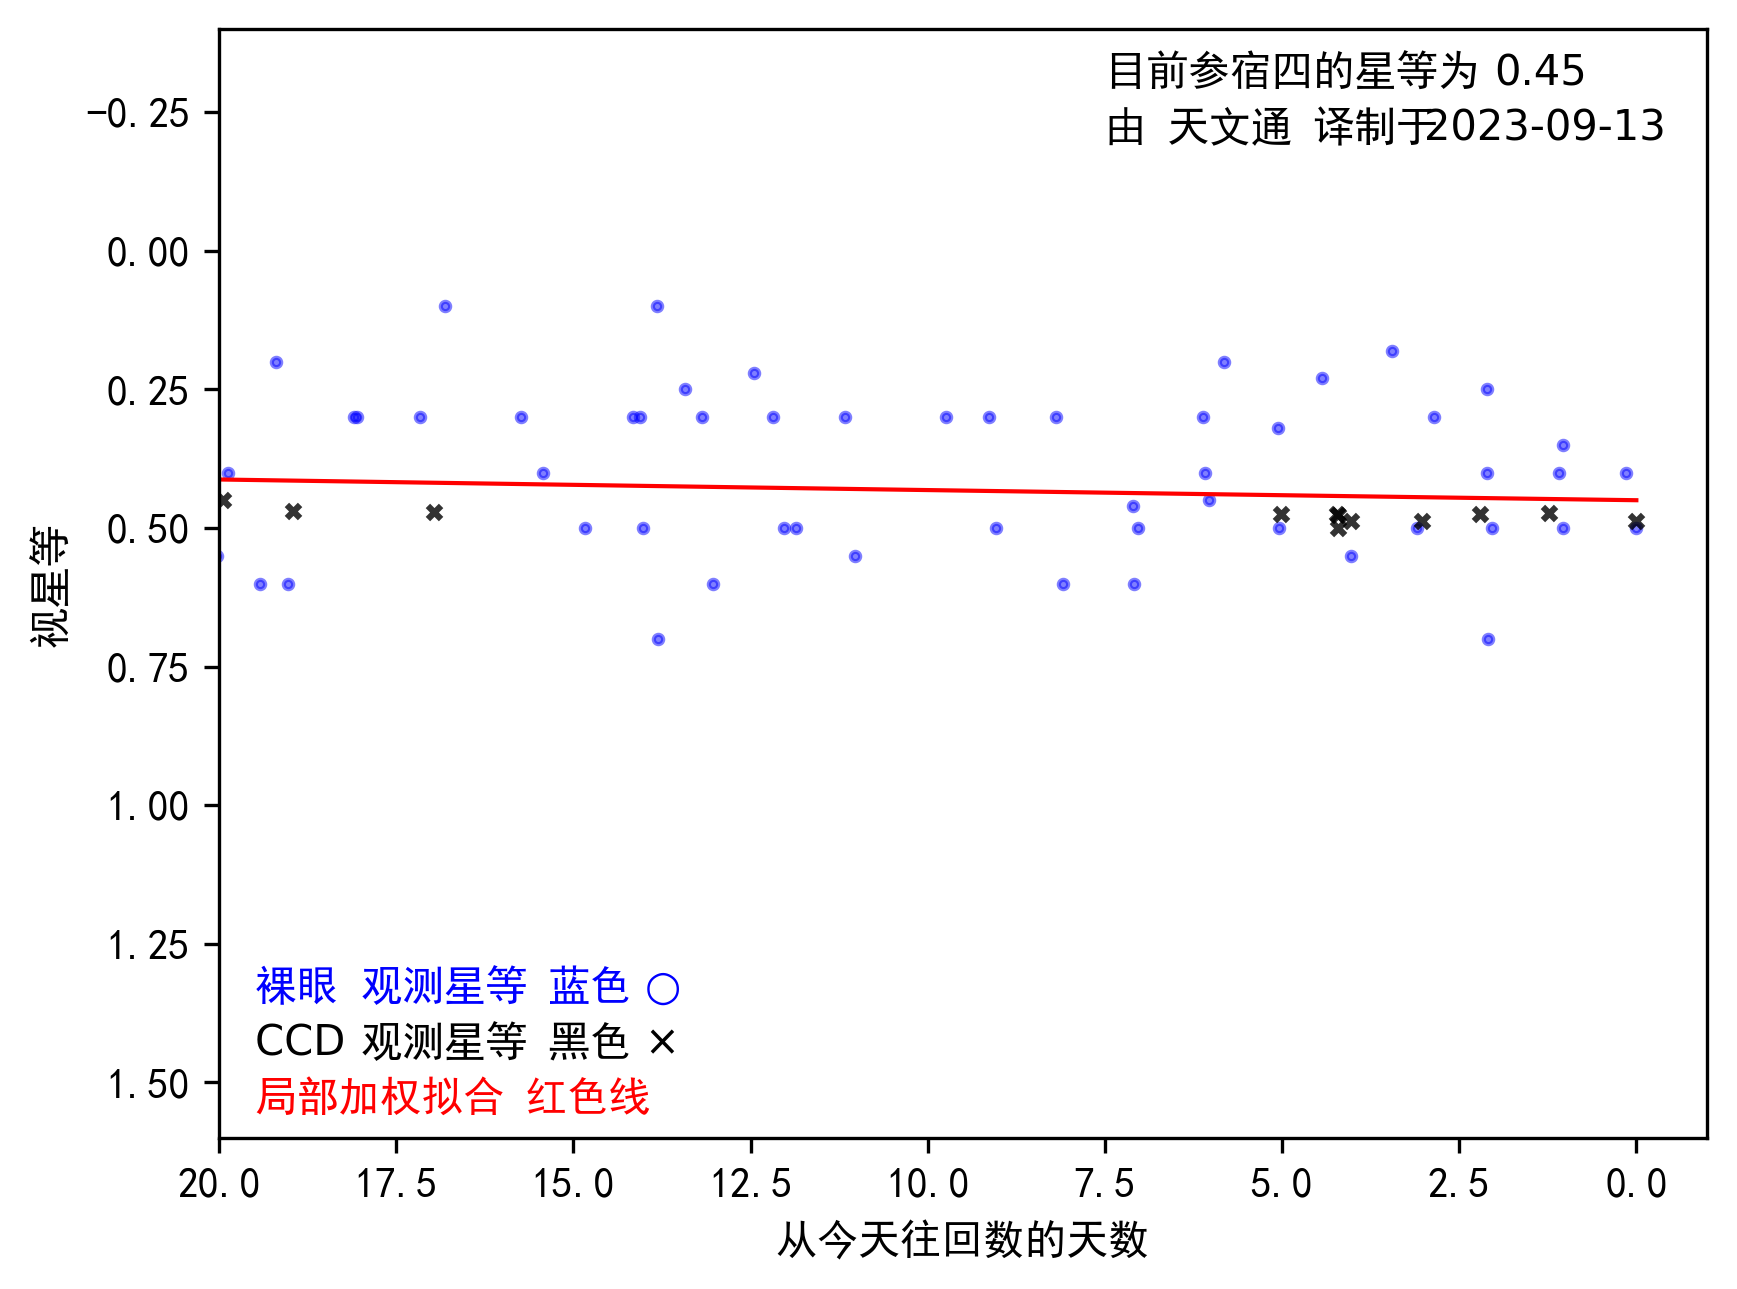 目前参宿四的星等为 0.45
由 天文通 译制于2023-09-13
−0.25
0.00
0.25
0.50
0.75
1.00
1.25
1.50
视星等
裸眼 观测星等 蓝色 ○
CCD 观测星等 黑色 ×
局部加权拟合 红色线
20.0 17.5 15.0 12.5 10.0 7.5 5.0 2.5 0.0
从今天往回数的天数